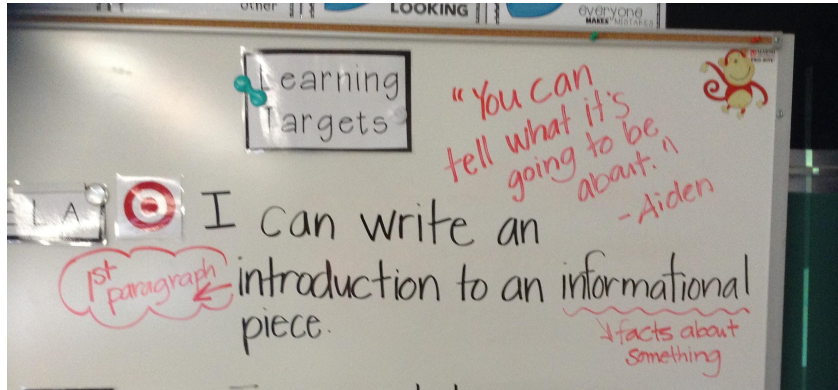 other
LOOKING
everyone
MAKES MISTAKES
Learning
Targets
"You can
tell what it's
going to be
about."
-Aiden
E L A
I can write an
introduction to an informational
piece.
1st
paragraph
facts about
something